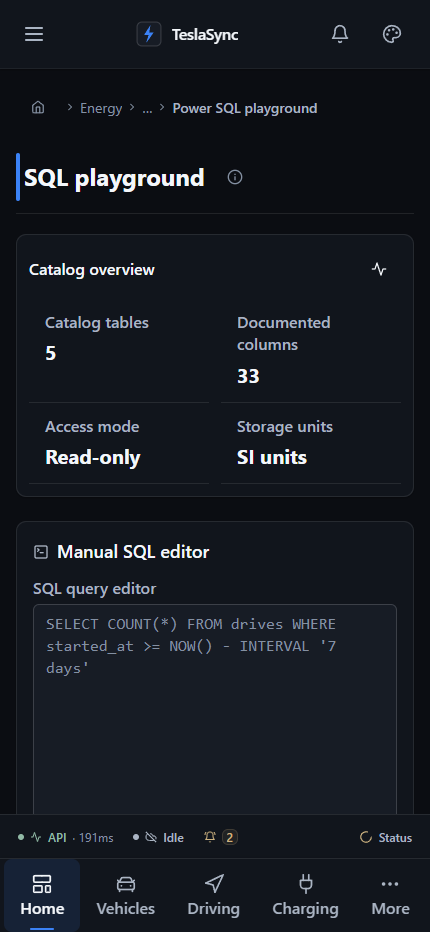 TeslaSync
Energy
...
Power SQL playground
SQL playground
Catalog overview
Catalog tables
5
Documented
columns
33
Access mode
Read-only
Storage units
SI units
Manual SQL editor
SQL query editor
SELECT COUNT(*) FROM drives WHERE
started_at >= NOW() - INTERVAL '7
days'
API · 191ms
Idle
2
Status
Home
Vehicles
Driving
Charging
More